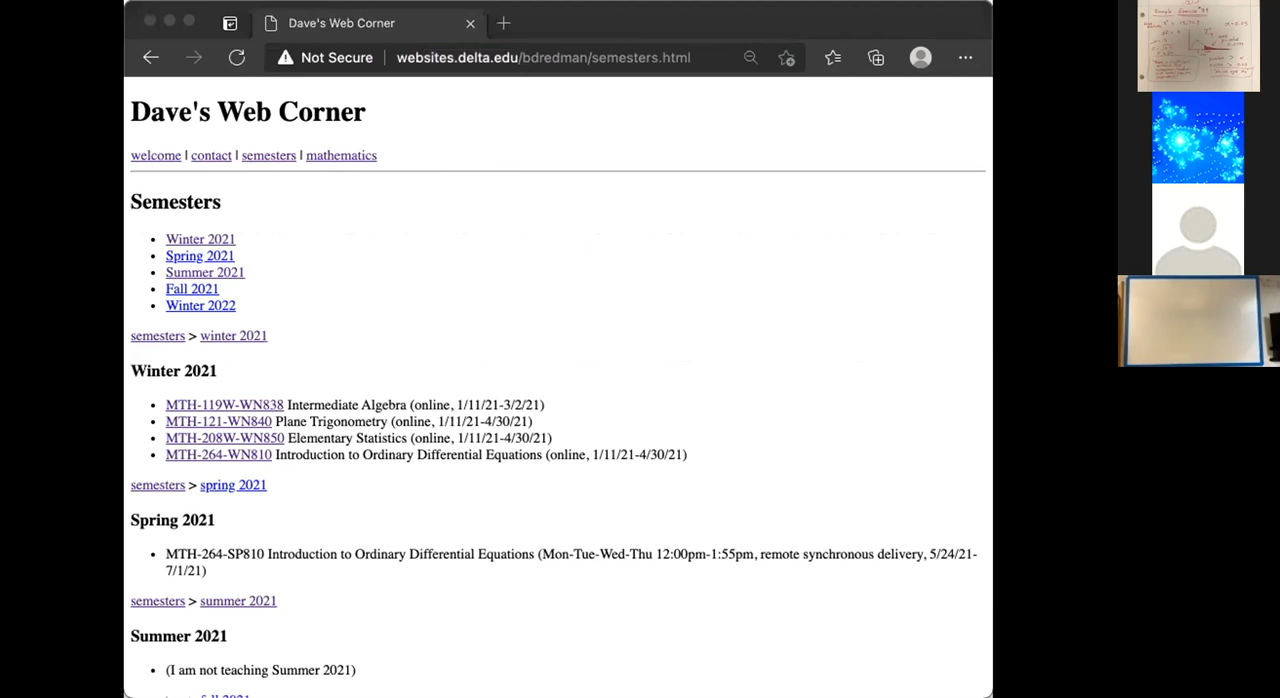 Dave's Web Corner
Not Secure
websites.delta.edu/bdredman/semesters.html
Dave's Web Corner
welcome | contact | semesters | mathematics
Semesters
• Winter 2021
• Spring 2021
• Summer 2021
• Fall 2021
• Winter 2022
semesters > winter 2021
Winter 2021
• MTH-119W-WN838 Intermediate Algebra (online, 1/11/21-3/2/21)
• MTH-121-WN840 Plane Trigonometry (online, 1/11/21-4/30/21)
• MTH-208W-WN850 Elementary Statistics (online, 1/11/21-4/30/21)
• MTH-264-WN810 Introduction to Ordinary Differential Equations (online, 1/11/21-4/30/21)
semesters > spring 2021
Spring 2021
• MTH-264-SP810 Introduction to Ordinary Differential Equations (Mon-Tue-Wed-Thu 12:00pm-1:55pm, remote synchronous delivery, 5/24/21-
7/1/21)
semesters > summer 2021
Summer 2021
• (I am not teaching Summer 2021)